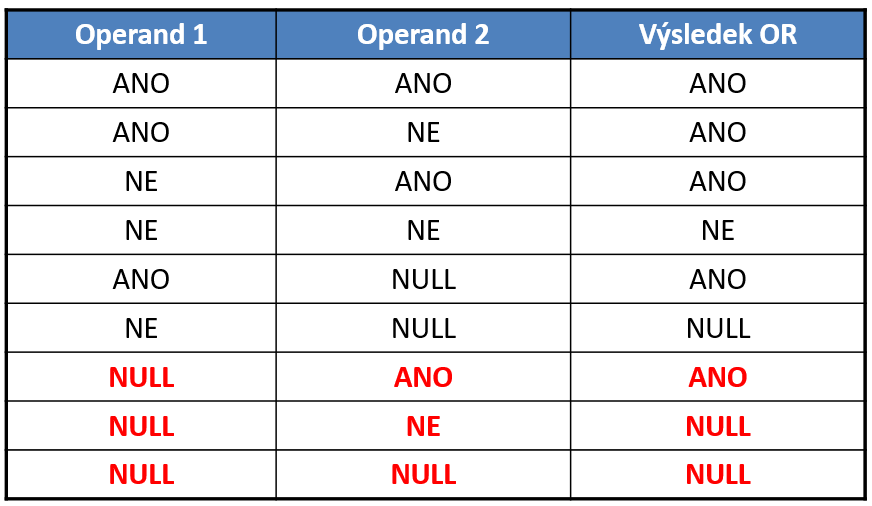 Operand 1 Operand 2 Výsledek OR
ANO ANO ANO
ANO NE ANO
NE ANO ANO
NE NE NE
ANO NULL ANO
NE NULL NULL
NULL ANO ANO
NULL NE NULL
NULL NULL NULL